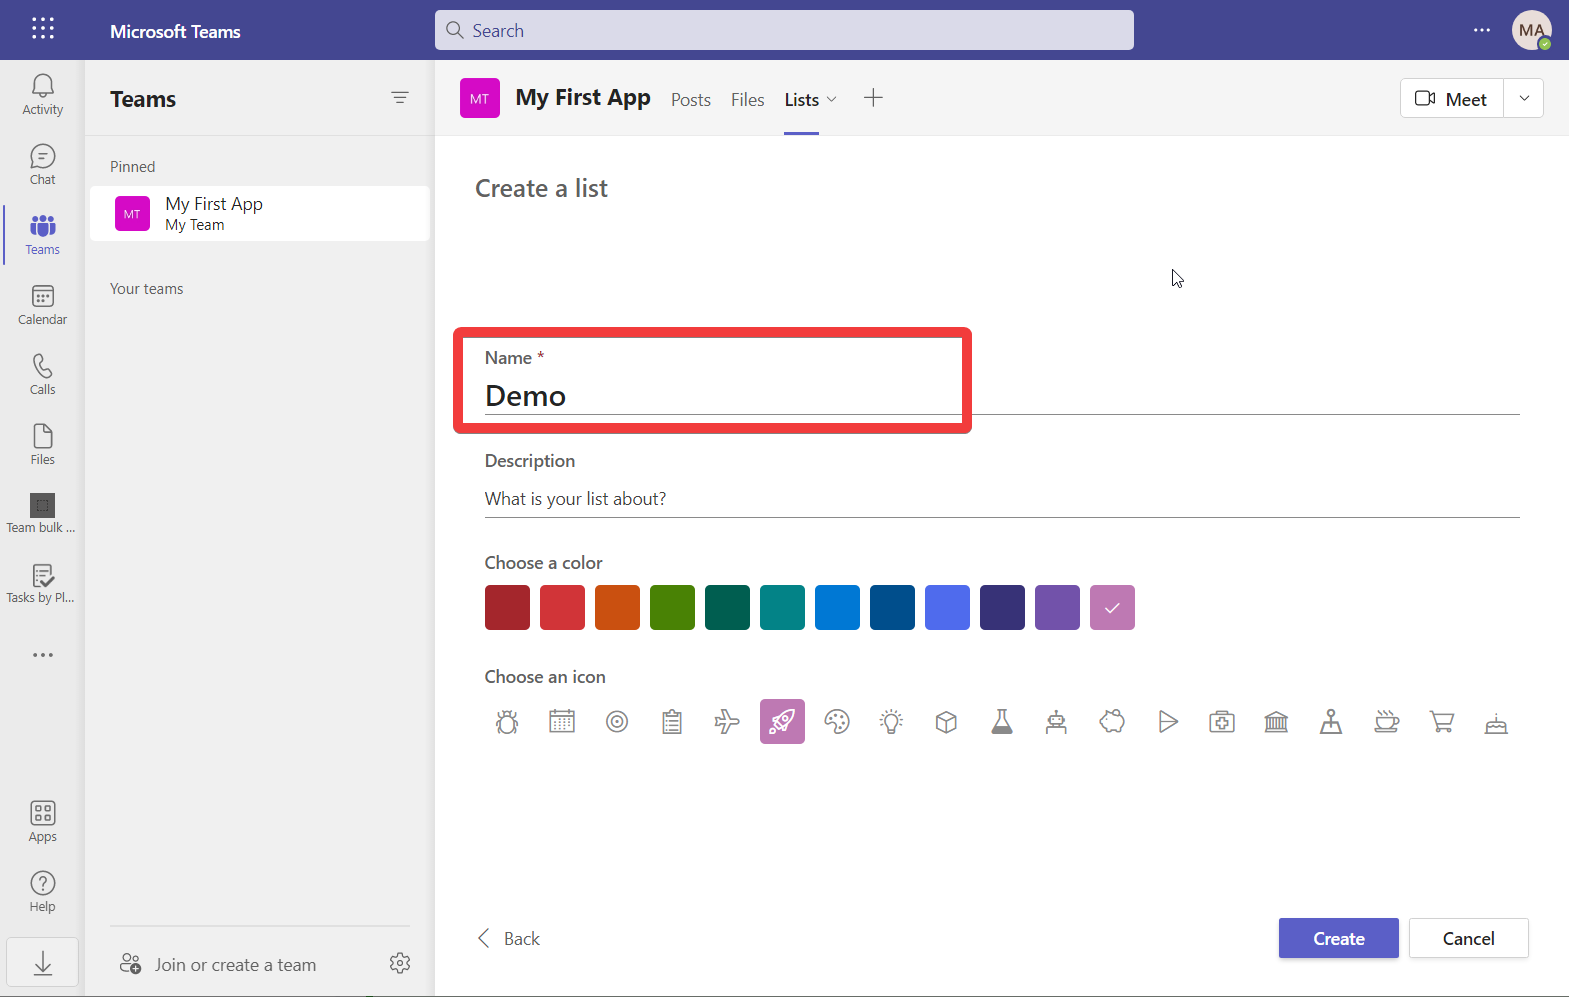 Microsoft Teams
Search
MA
Activity
Chat
Teams
Calendar
Calls
Files
Team bulk ...
Tasks by Pl...
Apps
Help
Teams
Pinned
MT
My First App
My Team
Your teams
Join or create a team
MT
My First App
Posts
Files
Lists
Meet
Create a list
Name *
Demo
Description
What is your list about?
Choose a color
Choose an icon
Back
Create
Cancel